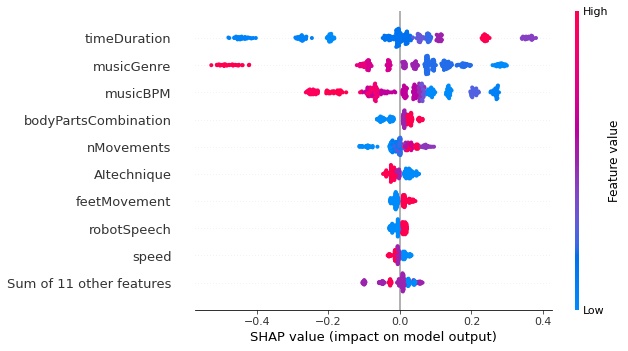 High
timeDuration
musicGenre
musicBPM
bodyPartsCombination
nMovements
AItechnique
feetMovement
robotSpeech
speed
Sum of 11 other features
Feature value
Low
−0.4 −0.2 0.0 0.2 0.4
SHAP value (impact on model output)